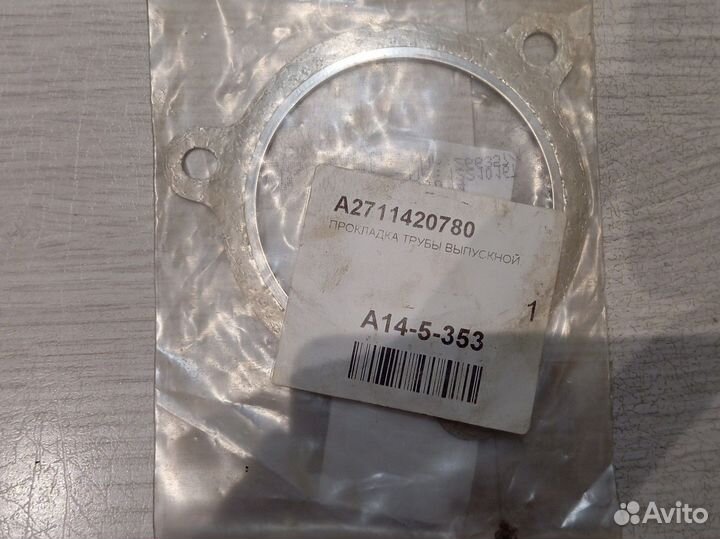 A2711420780
ПРОКЛАДКА ТРУБЫ ВЫПУСКНОЙ
1
A14-5-353
Avito